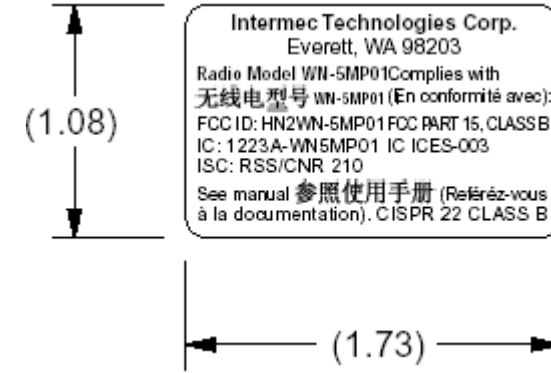 Intermec Technologies Corp.
Everett, WA 98203
Radio Model WN-5MP01Complies with
无线电型号 WN-5MP01 (En conformité avec):
FCC ID: HN2WN-5MP01 FCC PART 15, CLASS B
IC: 1223A-WN5MP01 IC ICES-003
ISC: RSS/CNR 210
See manual 参照使用手册 (Referéz-vous
à la documentation). CISPR 22 CLASS B
(1.08)
(1.73)